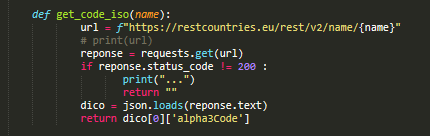 def get_code_iso(name):
url = f"https://restcountries.eu/rest/v2/name/{name}"
# print(url)
reponse = requests.get(url)
if reponse.status_code != 200 :
print("...")
return ""
dico = json.loads(reponse.text)
return dico[0]['alpha3Code']